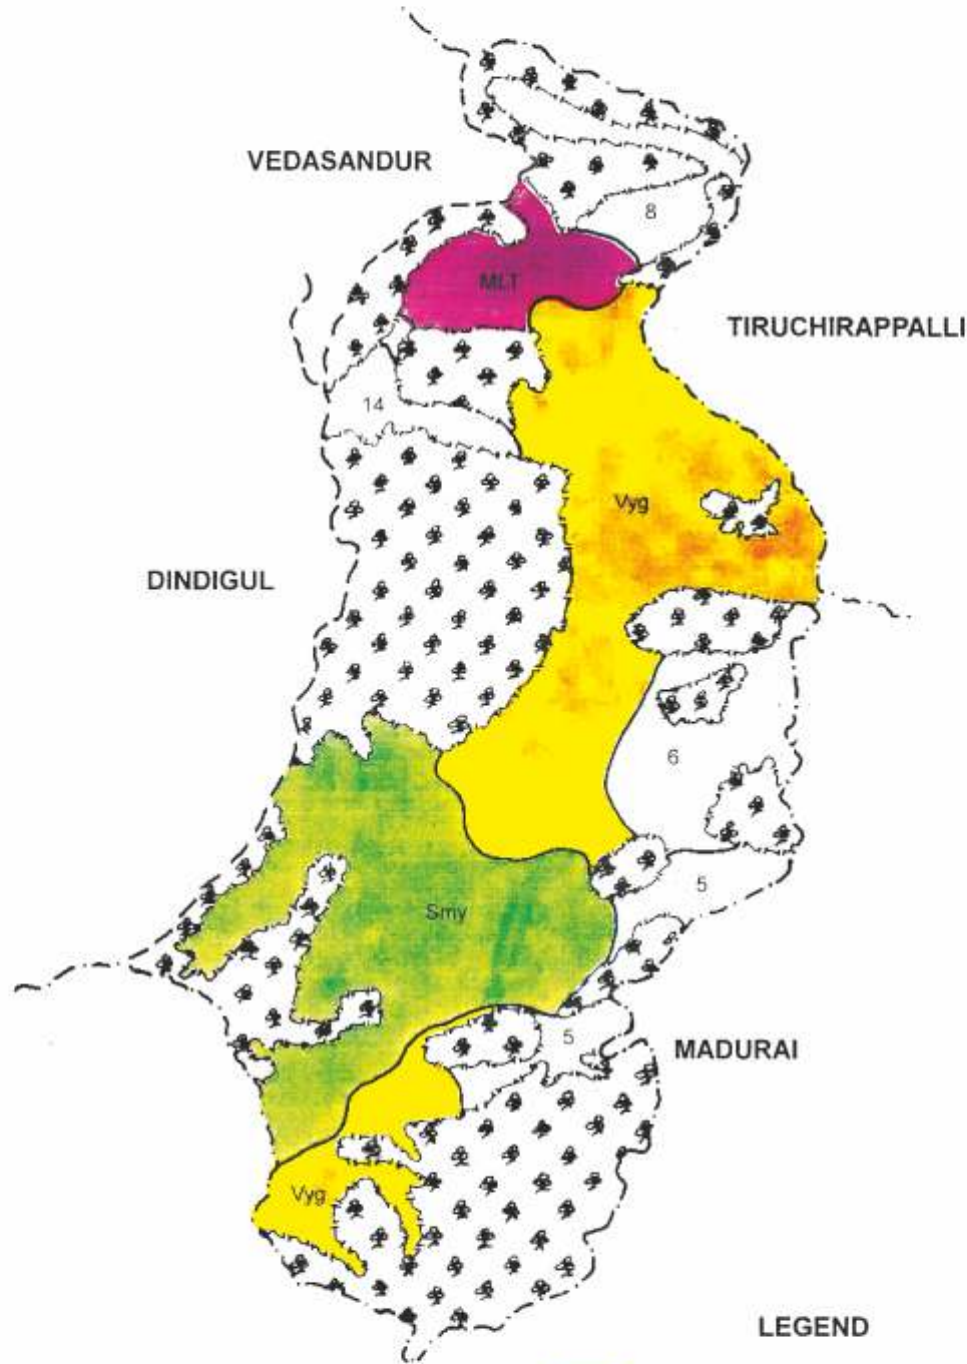 VEDASANDUR
8
MLT
TIRUCHIRAPPALLI
14
Vyg
DINDIGUL
6
5
Smy
5
MADURAI
Vyg
LEGEND